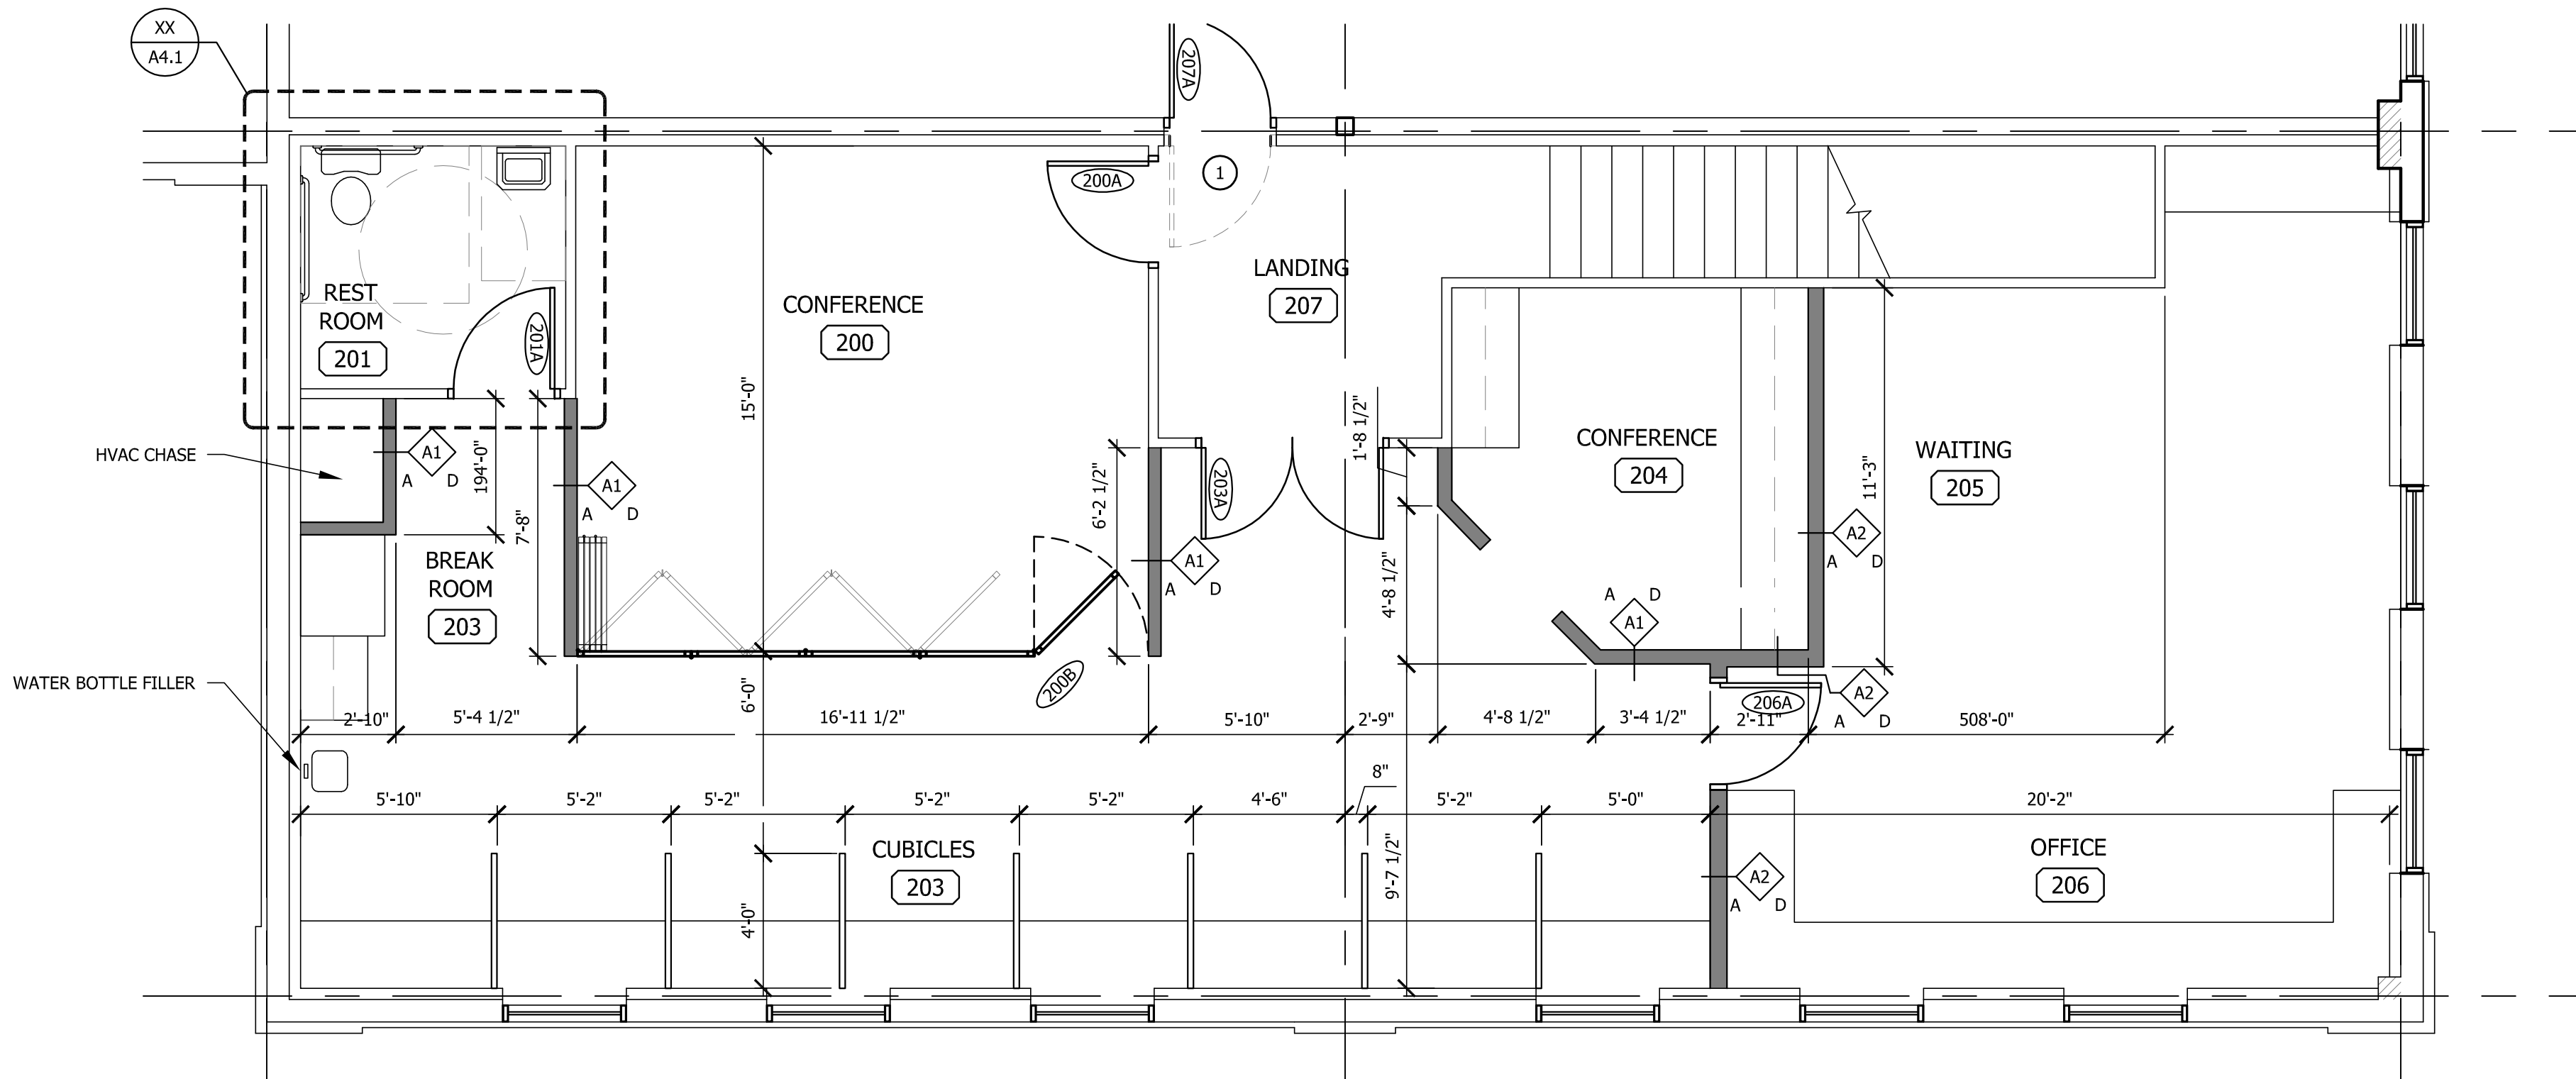 XX
A4.1
207A
200A
1
REST
ROOM
201
201A
CONFERENCE
200
LANDING
207
15'-0"
HVAC CHASE
A1
A D
194'-0"
7'-8"
A1
A D
6'-2 1/2"
203A
1'-8 1/2"
CONFERENCE
204
WAITING
205
11'-3"
A2
A D
BREAK
ROOM
203
A1
A D
4'-8 1/2"
A D
A1
WATER BOTTLE FILLER
6'-0"
200B
206A
A2
A D
2'-10"
5'-4 1/2"
16'-11 1/2"
5'-10"
2'-9"
4'-8 1/2"
3'-4 1/2"
2'-11"
508'-0"
8"
5'-10"
5'-2"
5'-2"
5'-2"
5'-2"
4'-6"
5'-2"
5'-0"
20'-2"
CUBICLES
203
4'-0"
9'-7 1/2"
A2
A D
OFFICE
206